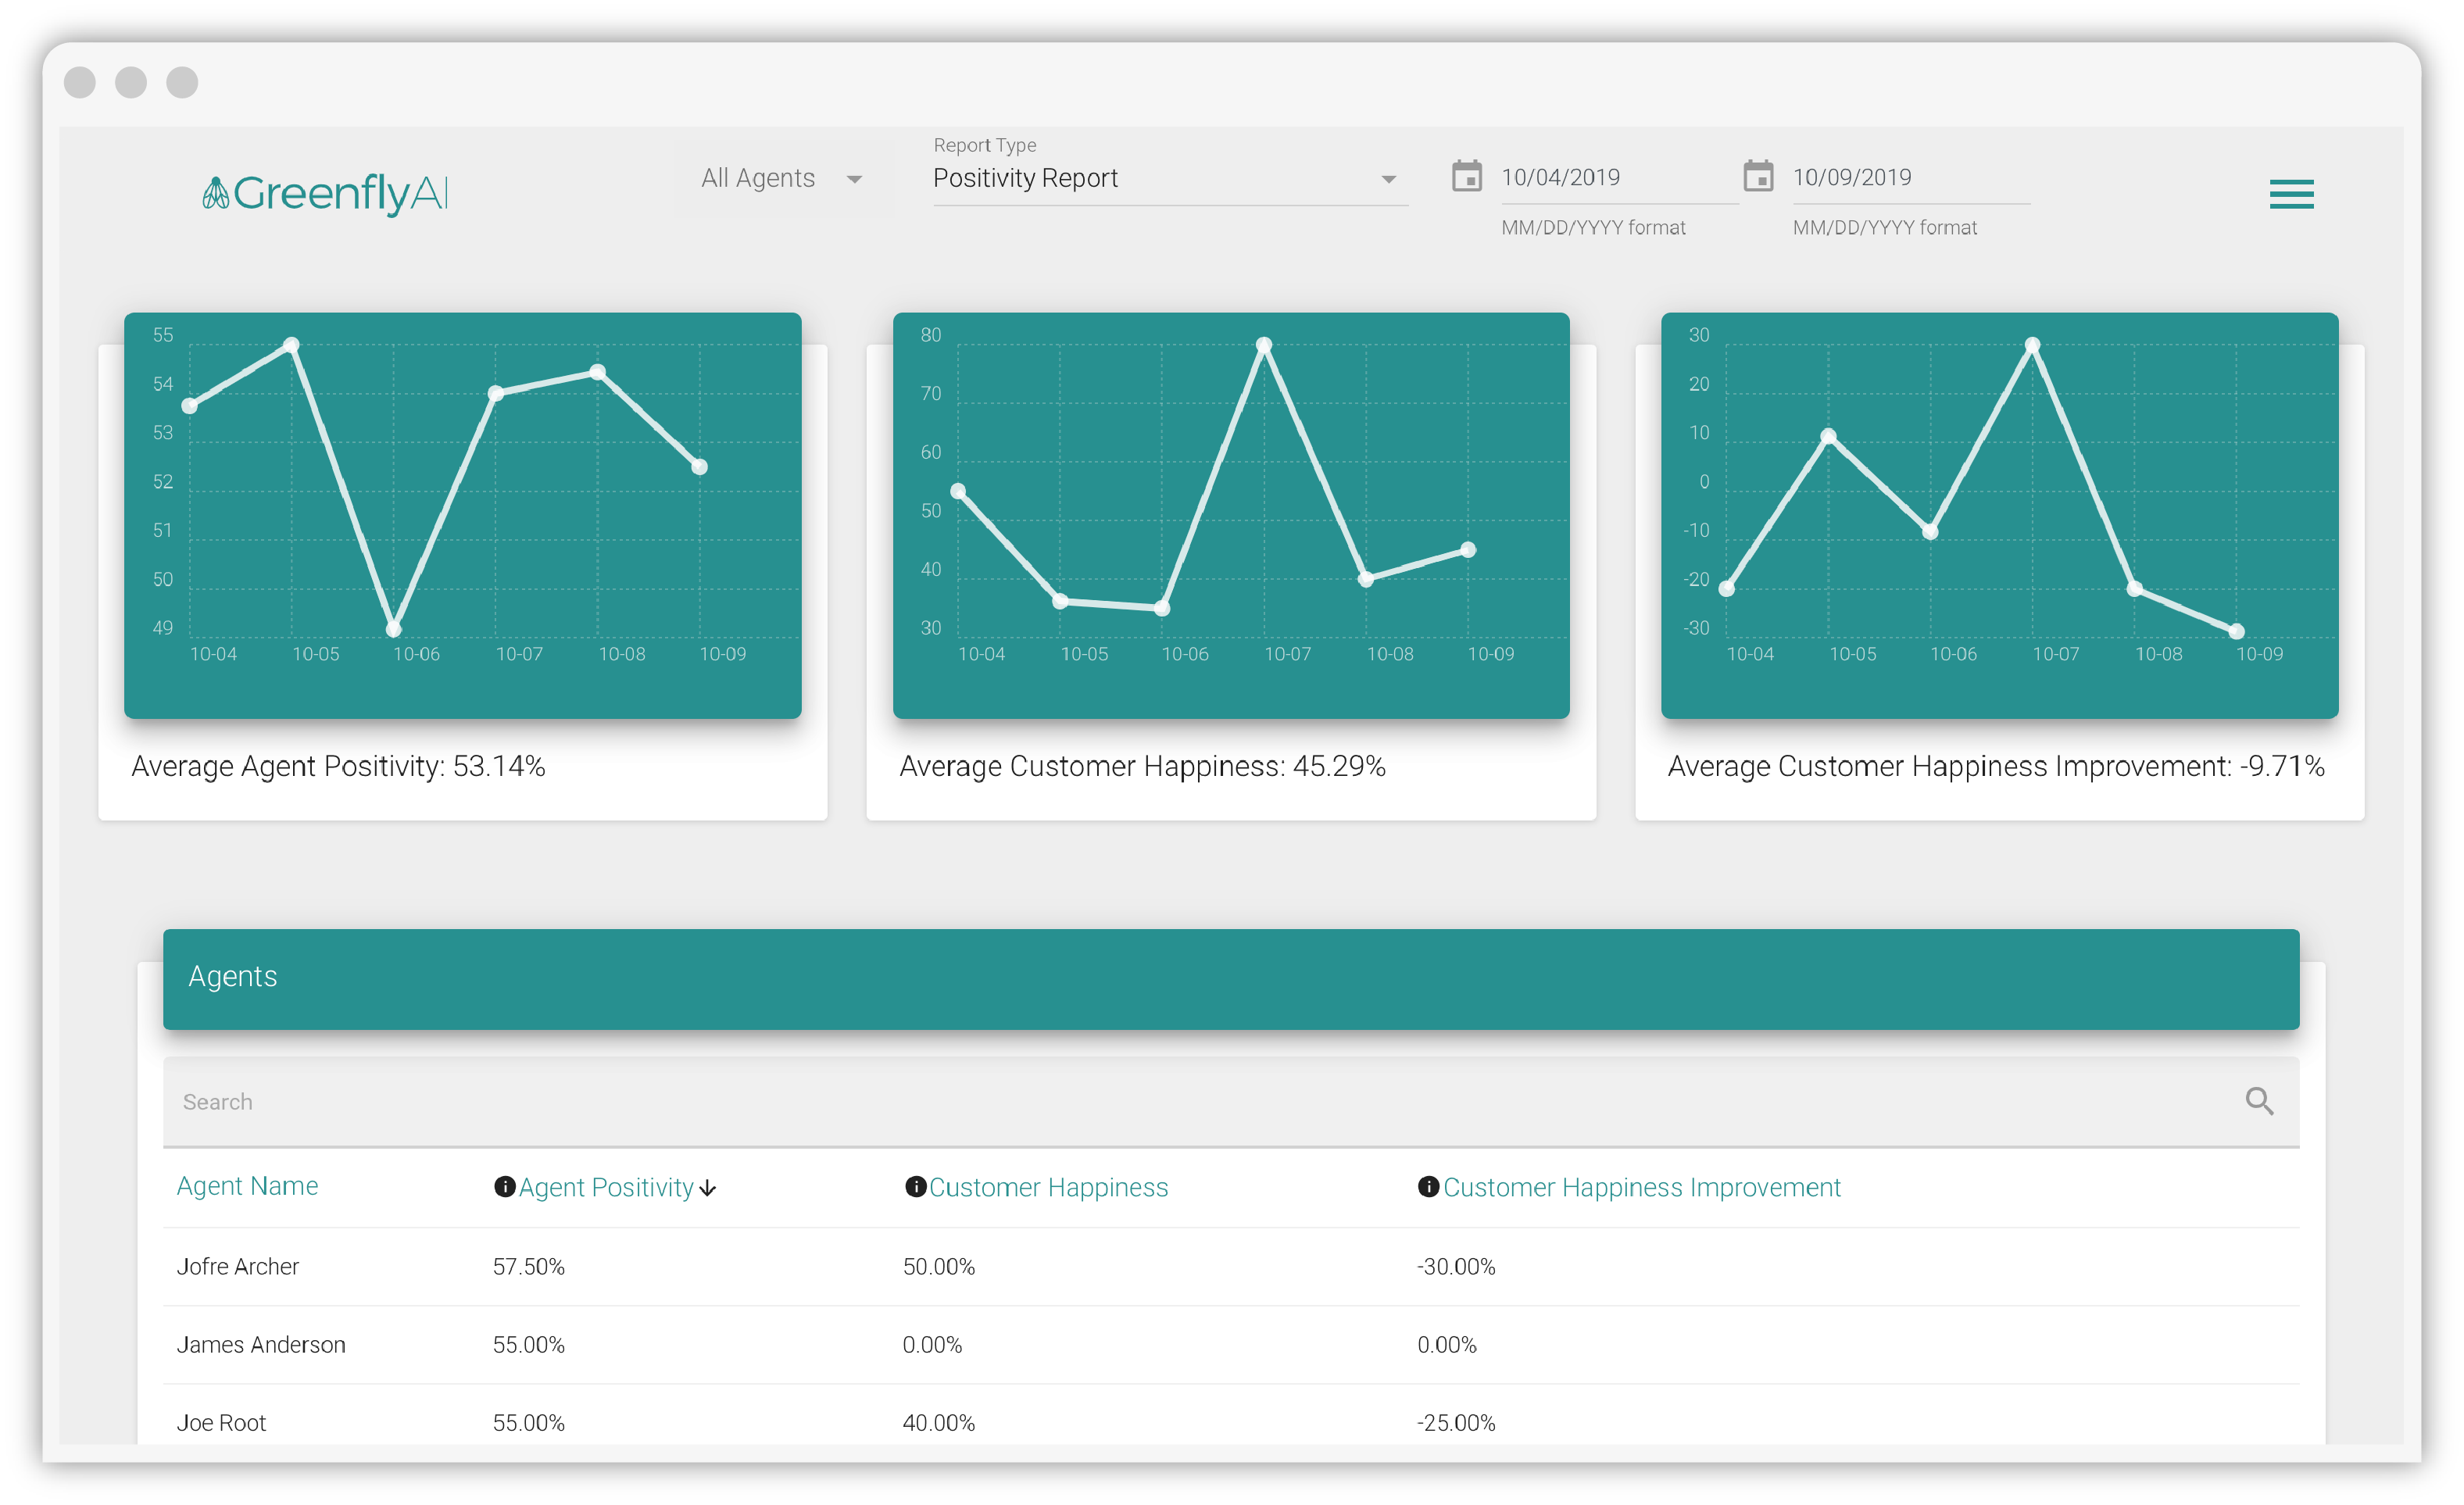 GreenflyAI
All Agents
Report Type
Positivity Report
10/04/2019
MM/DD/YYYY format
10/09/2019
MM/DD/YYYY format
55
54
53
52
51
50
49
10-04 10-05 10-06 10-07 10-08 10-09
Average Agent Positivity: 53.14%
80
70
60
50
40
30
10-04 10-05 10-06 10-07 10-08 10-09
Average Customer Happiness: 45.29%
30
20
10
0
-10
-20
-30
10-04 10-05 10-06 10-07 10-08 10-09
Average Customer Happiness Improvement: -9.71%
Agents
Search
Agent Name Agent Positivity Customer Happiness Customer Happiness Improvement
Jofre Archer 57.50% 50.00% -30.00%
James Anderson 55.00% 0.00% 0.00%
Joe Root 55.00% 40.00% -25.00%